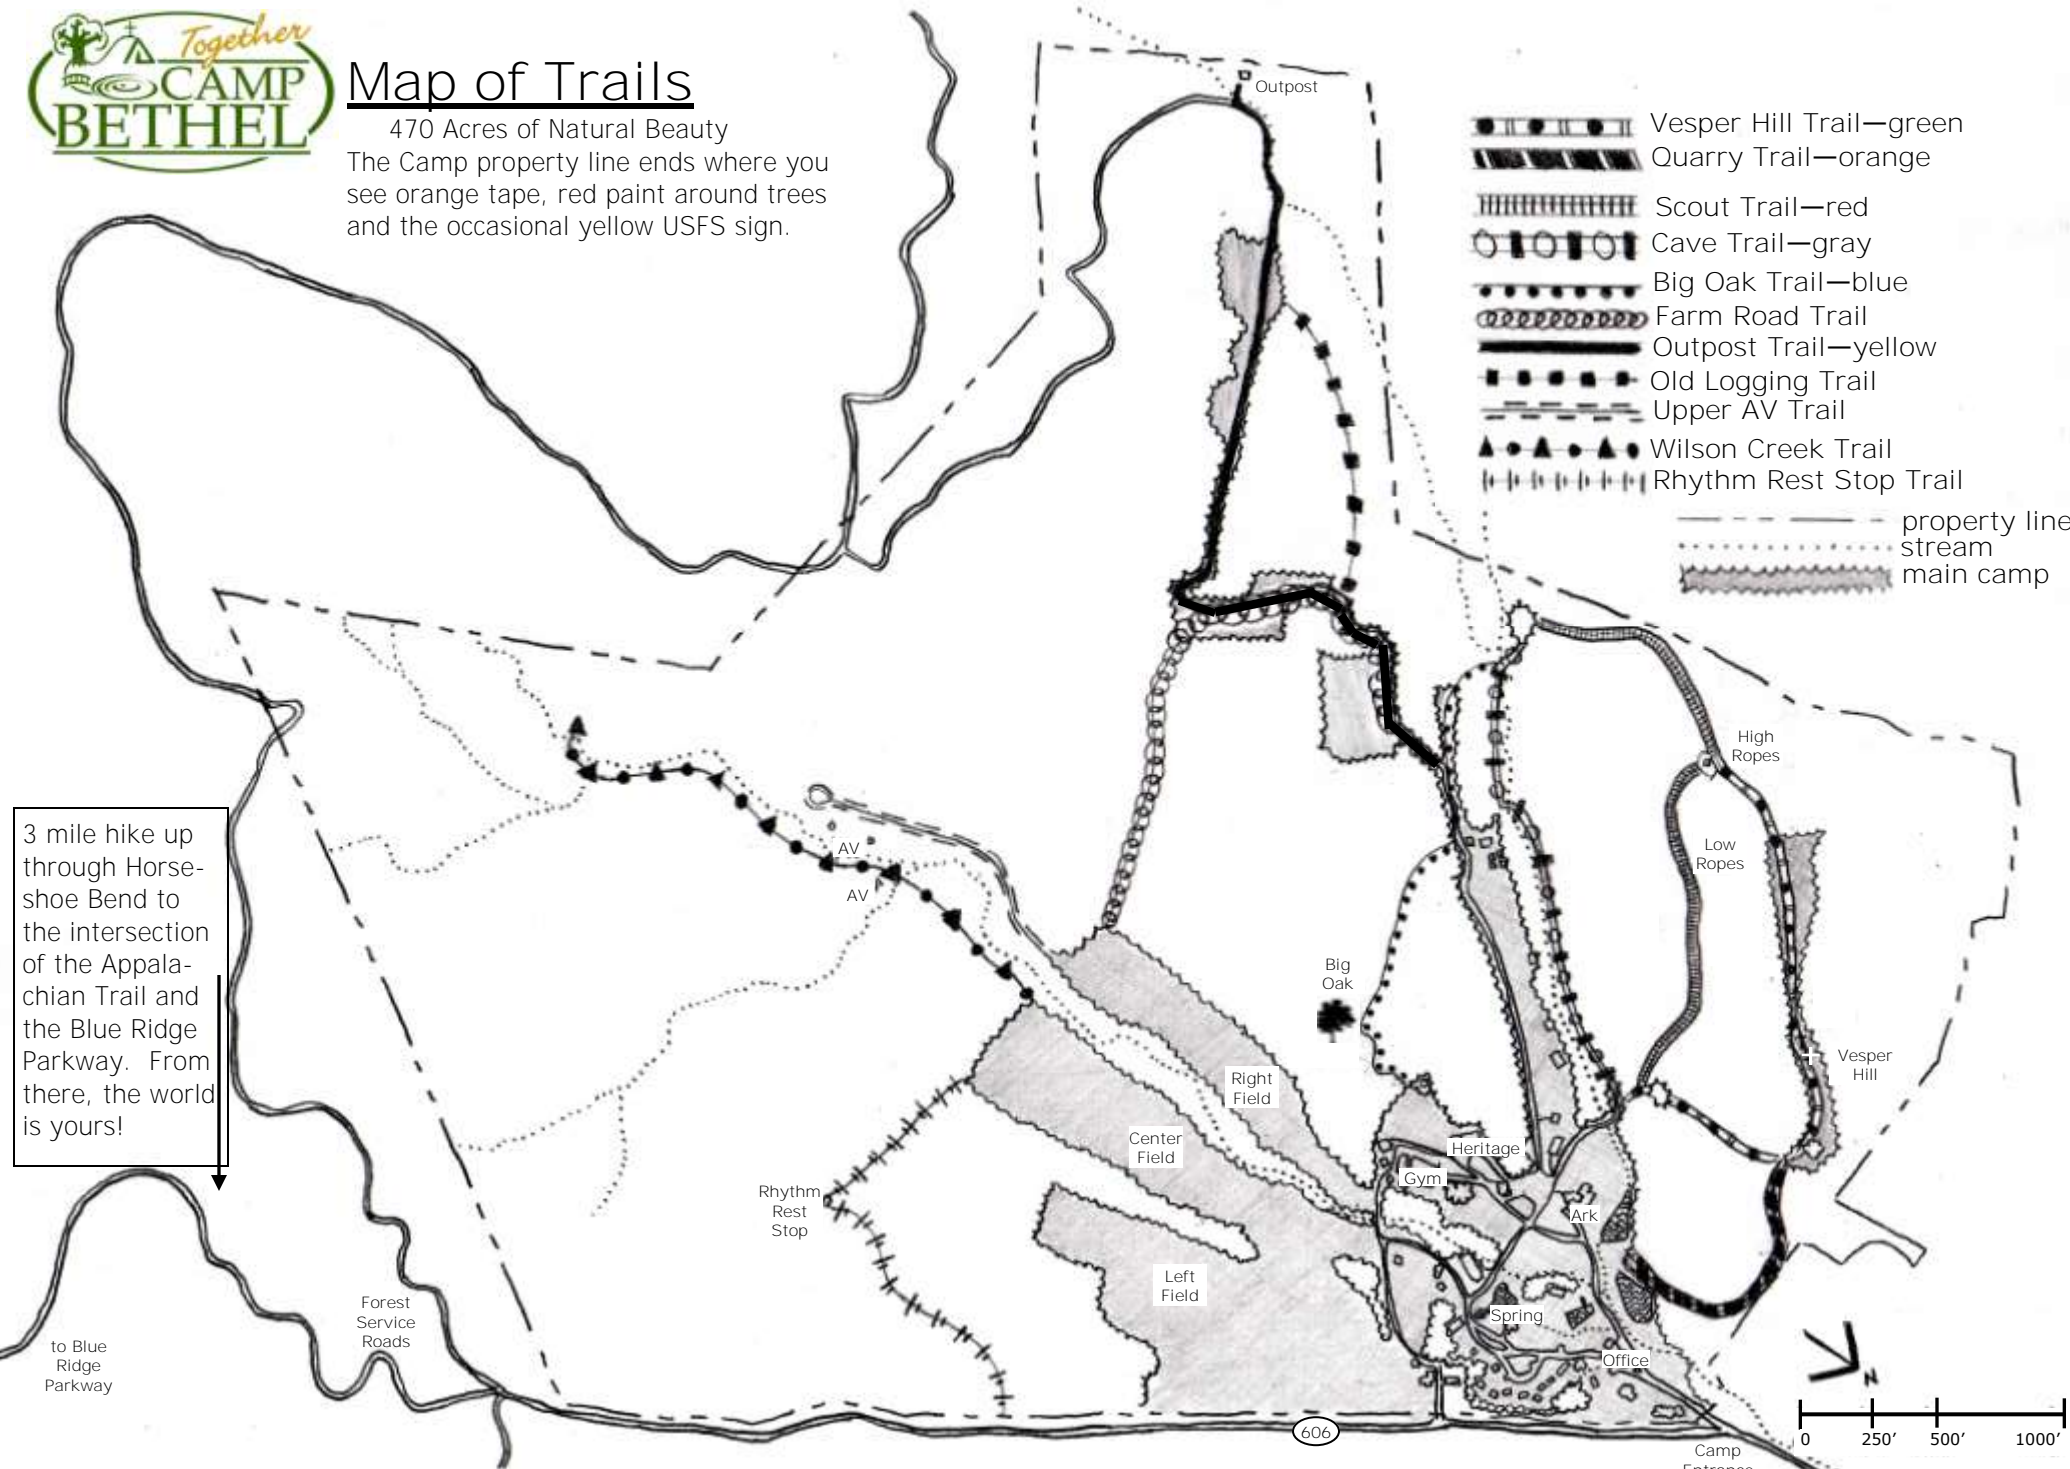 Together
CAMP
BETHEL
Map of Trails
470 Acres of Natural Beauty
The Camp property line ends where you
see orange tape, red paint around trees
and the occasional yellow USFS sign.
Outpost
Vesper Hill Trail—green
Quarry Trail—orange
Scout Trail—red
Cave Trail—gray
Big Oak Trail—blue
Farm Road Trail
Outpost Trail—yellow
Old Logging Trail
Upper AV Trail
Wilson Creek Trail
Rhythm Rest Stop Trail
property line
stream
main camp
High
Ropes
Low
Ropes
3 mile hike up
through Horse-
shoe Bend to
the intersection
of the Appala-
chian Trail and
the Blue Ridge
Parkway. From
there, the world
is yours!
AV
AV
Big
Oak
Vesper
Hill
Right
Field
Center
Field
Heritage
Gym
Rhythm
Rest
Stop
Ark
Left
Field
Forest
Service
Roads
Spring
to Blue
Ridge
Parkway
Office
N
606
0 250' 500' 1000'
Camp
Entrance